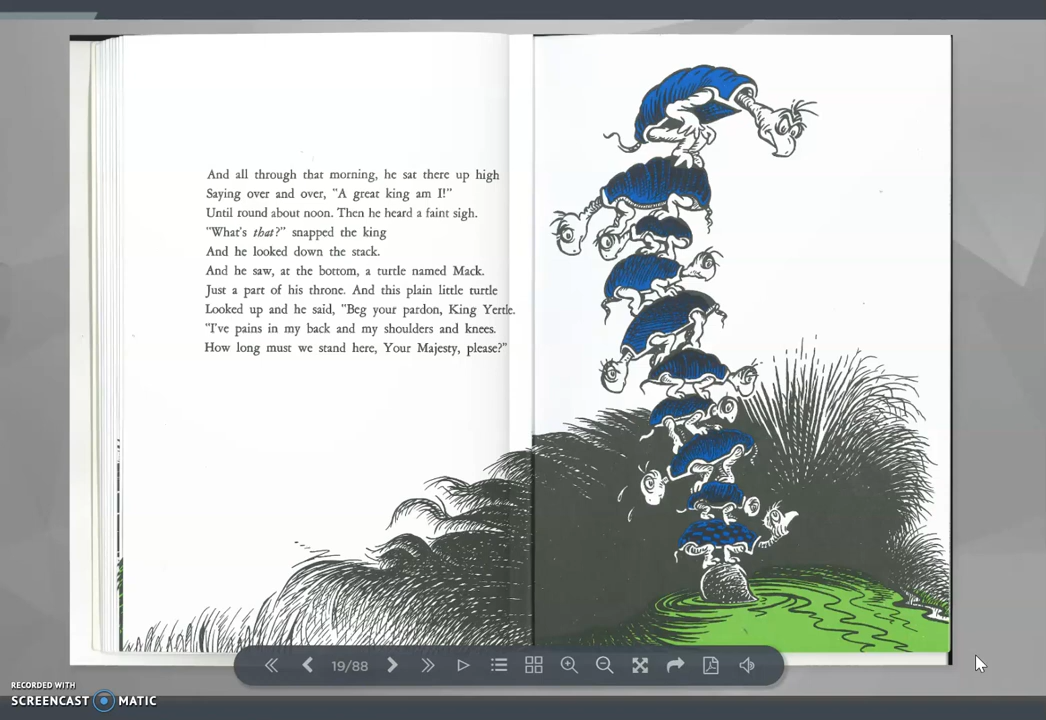 And all through that morning, he sat there up high
Saying over and over, "A great king am I!"
Until round about noon. Then he heard a faint sigh.
"What's that?" snapped the king
And he looked down the stack.
And he saw, at the bottom, a turtle named Mack.
Just a part of his throne. And this plain little turtle
Looked up and he said, "Beg your pardon, King Yertle.
"I've pains in my back and my shoulders and knees.
How long must we stand here, Your Majesty, please?"
19/88
RECORDED WITH
SCREENCAST MATIC